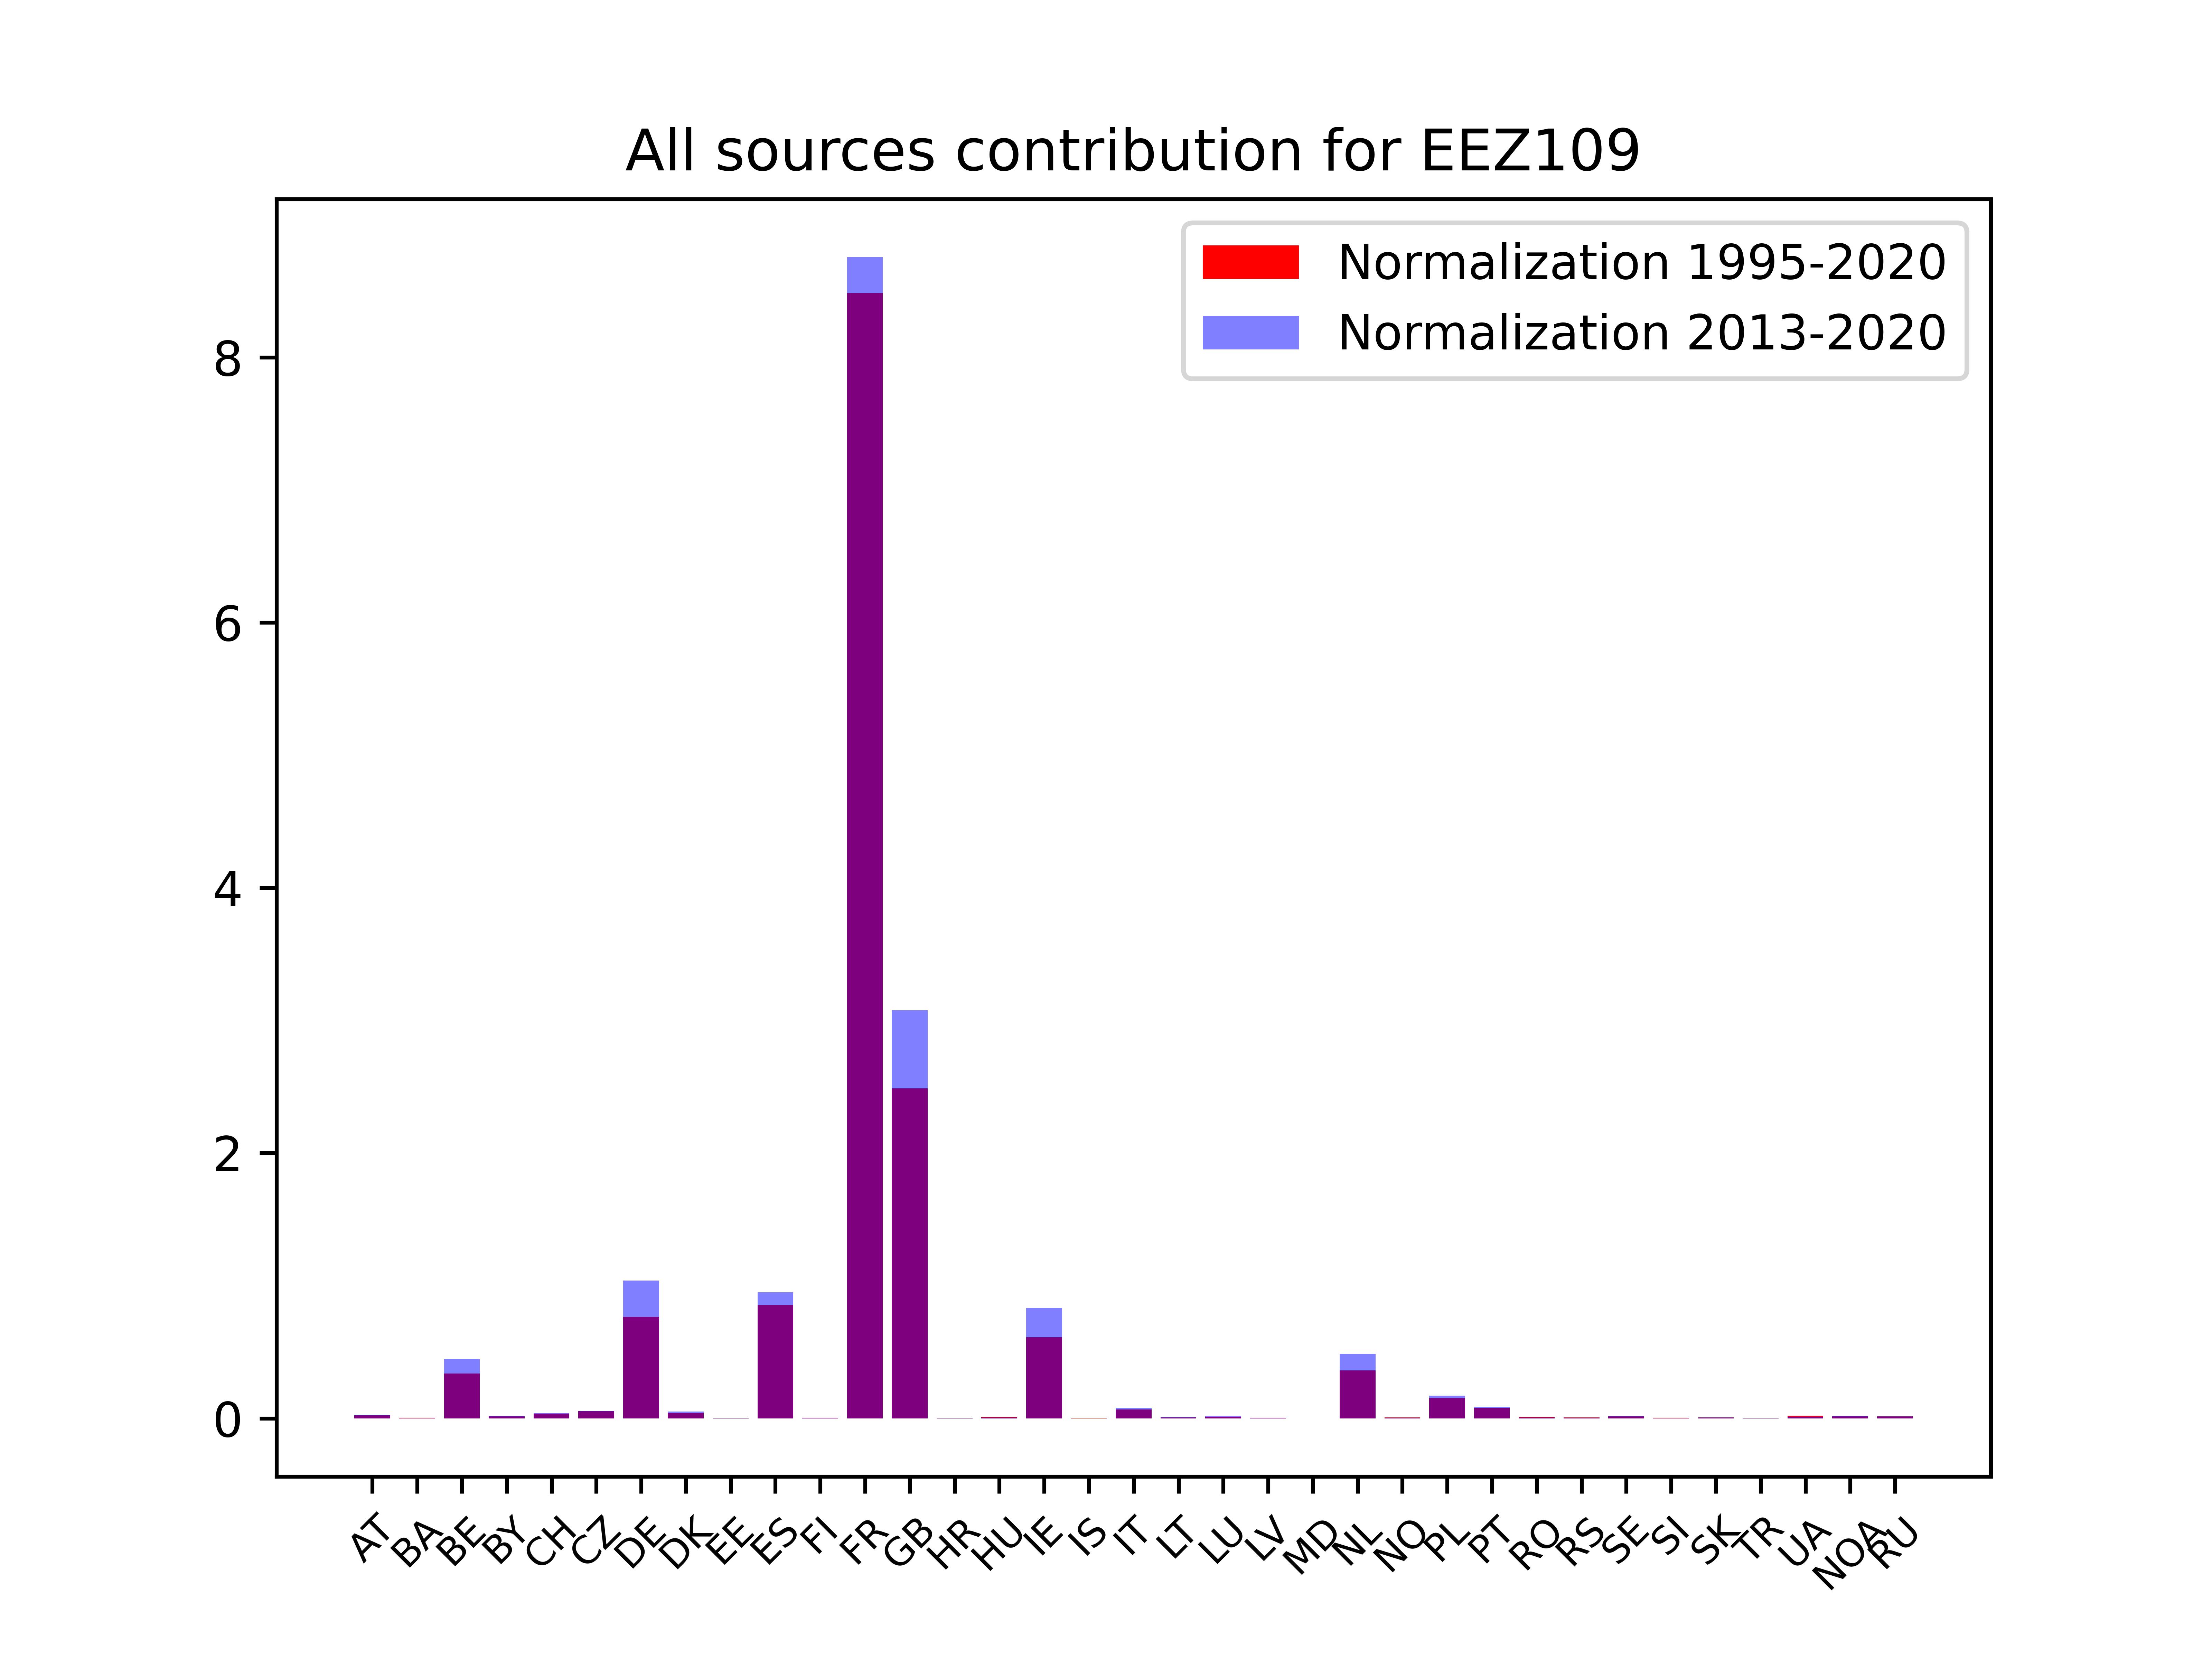 All sources contribution for EEZ109
Normalization 1995-2020
Normalization 2013-2020
8
6
4
2
0
AT BA BE BY CH CZ DE DK EE ES FI FR GB HR HU IE IS IT LT LU LV MD NL NO PL PT RO RS SE SI SK TR UA NOA RU